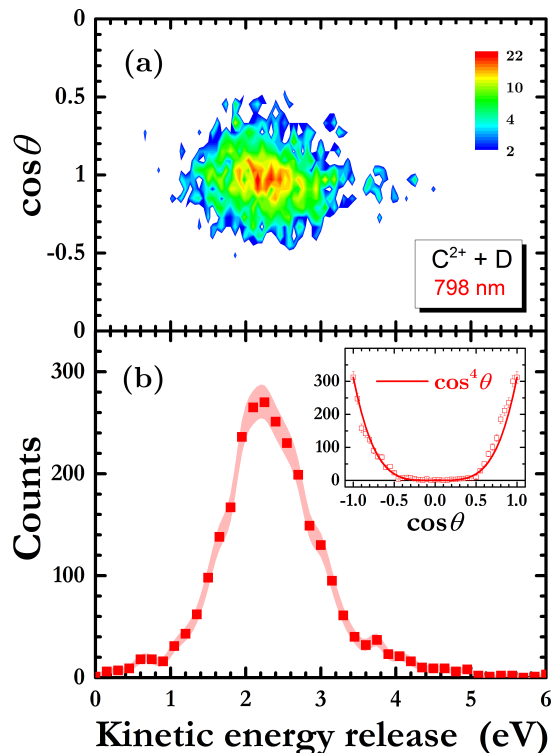 0
(a)
22
10
4
2
0.5
1
-0.5
0
cosθ
C²⁺ + D
798 nm
(b)
300
200
100
0
Counts
300
200
100
0
cos⁴θ
-1.0 -0.5 0.0 0.5 1.0
cosθ
0 1 2 3 4 5 6
Kinetic energy release (eV)